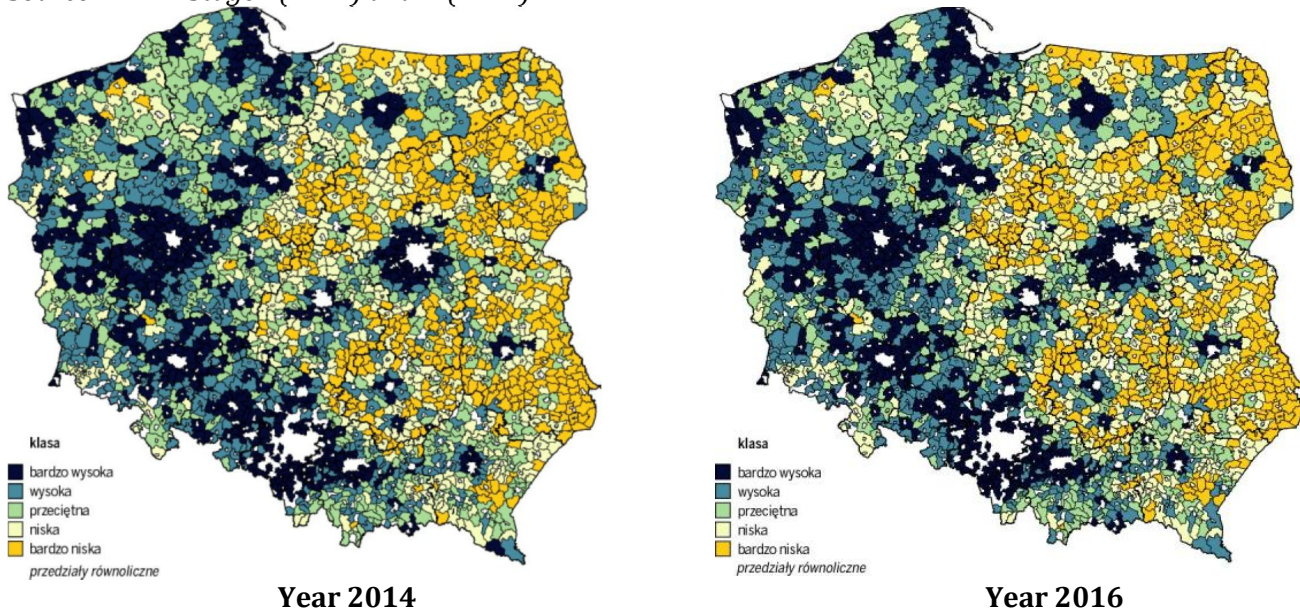 klasa
bardzo wysoka
wysoka
przeciętna
niska
bardzo niska
przedziały równoliczne
Year 2014
klasa
bardzo wysoka
wysoka
przeciętna
niska
bardzo niska
przedziały równoliczne
Year 2016